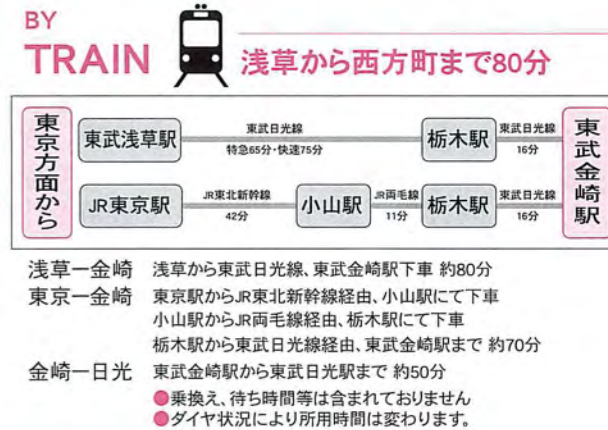 BY
TRAIN
浅草から西方町まで80分
東京方面から
東武浅草駅
東武日光線
特急65分・快速75分
栃木駅
東武日光線
16分
東武金崎駅
JR東京駅
JR東北新幹線
42分
小山駅
JR両毛線
11分
栃木駅
東武日光線
16分
浅草ー金崎 浅草から東武日光線、東武金崎駅下車 約80分
東京ー金崎 東京駅からJR東北新幹線経由、小山駅にて下車
小山駅からJR両毛線経由、栃木駅にて下車
栃木駅から東武日光線経由、東武金崎駅まで 約70分
金崎ー日光 東武金崎駅から東武日光駅まで 約50分
●乗換え、待ち時間等は含まれておりません
●ダイヤ状況により所用時間は変わります。